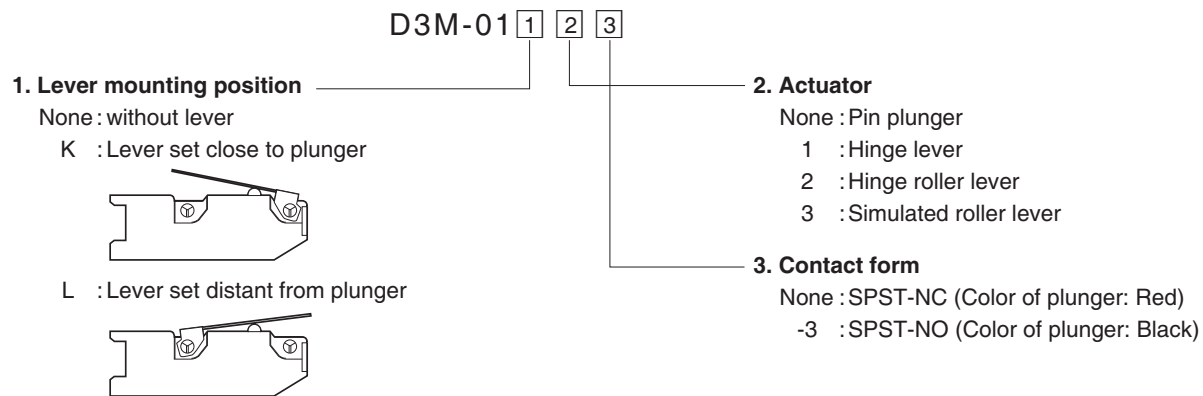 D3M-01 1 2 3
1. Lever mounting position
None : without lever
K : Lever set close to plunger
L : Lever set distant from plunger
2. Actuator
None : Pin plunger
1 : Hinge lever
2 : Hinge roller lever
3 : Simulated roller lever
3. Contact form
None : SPST-NC (Color of plunger: Red)
-3 : SPST-NO (Color of plunger: Black)